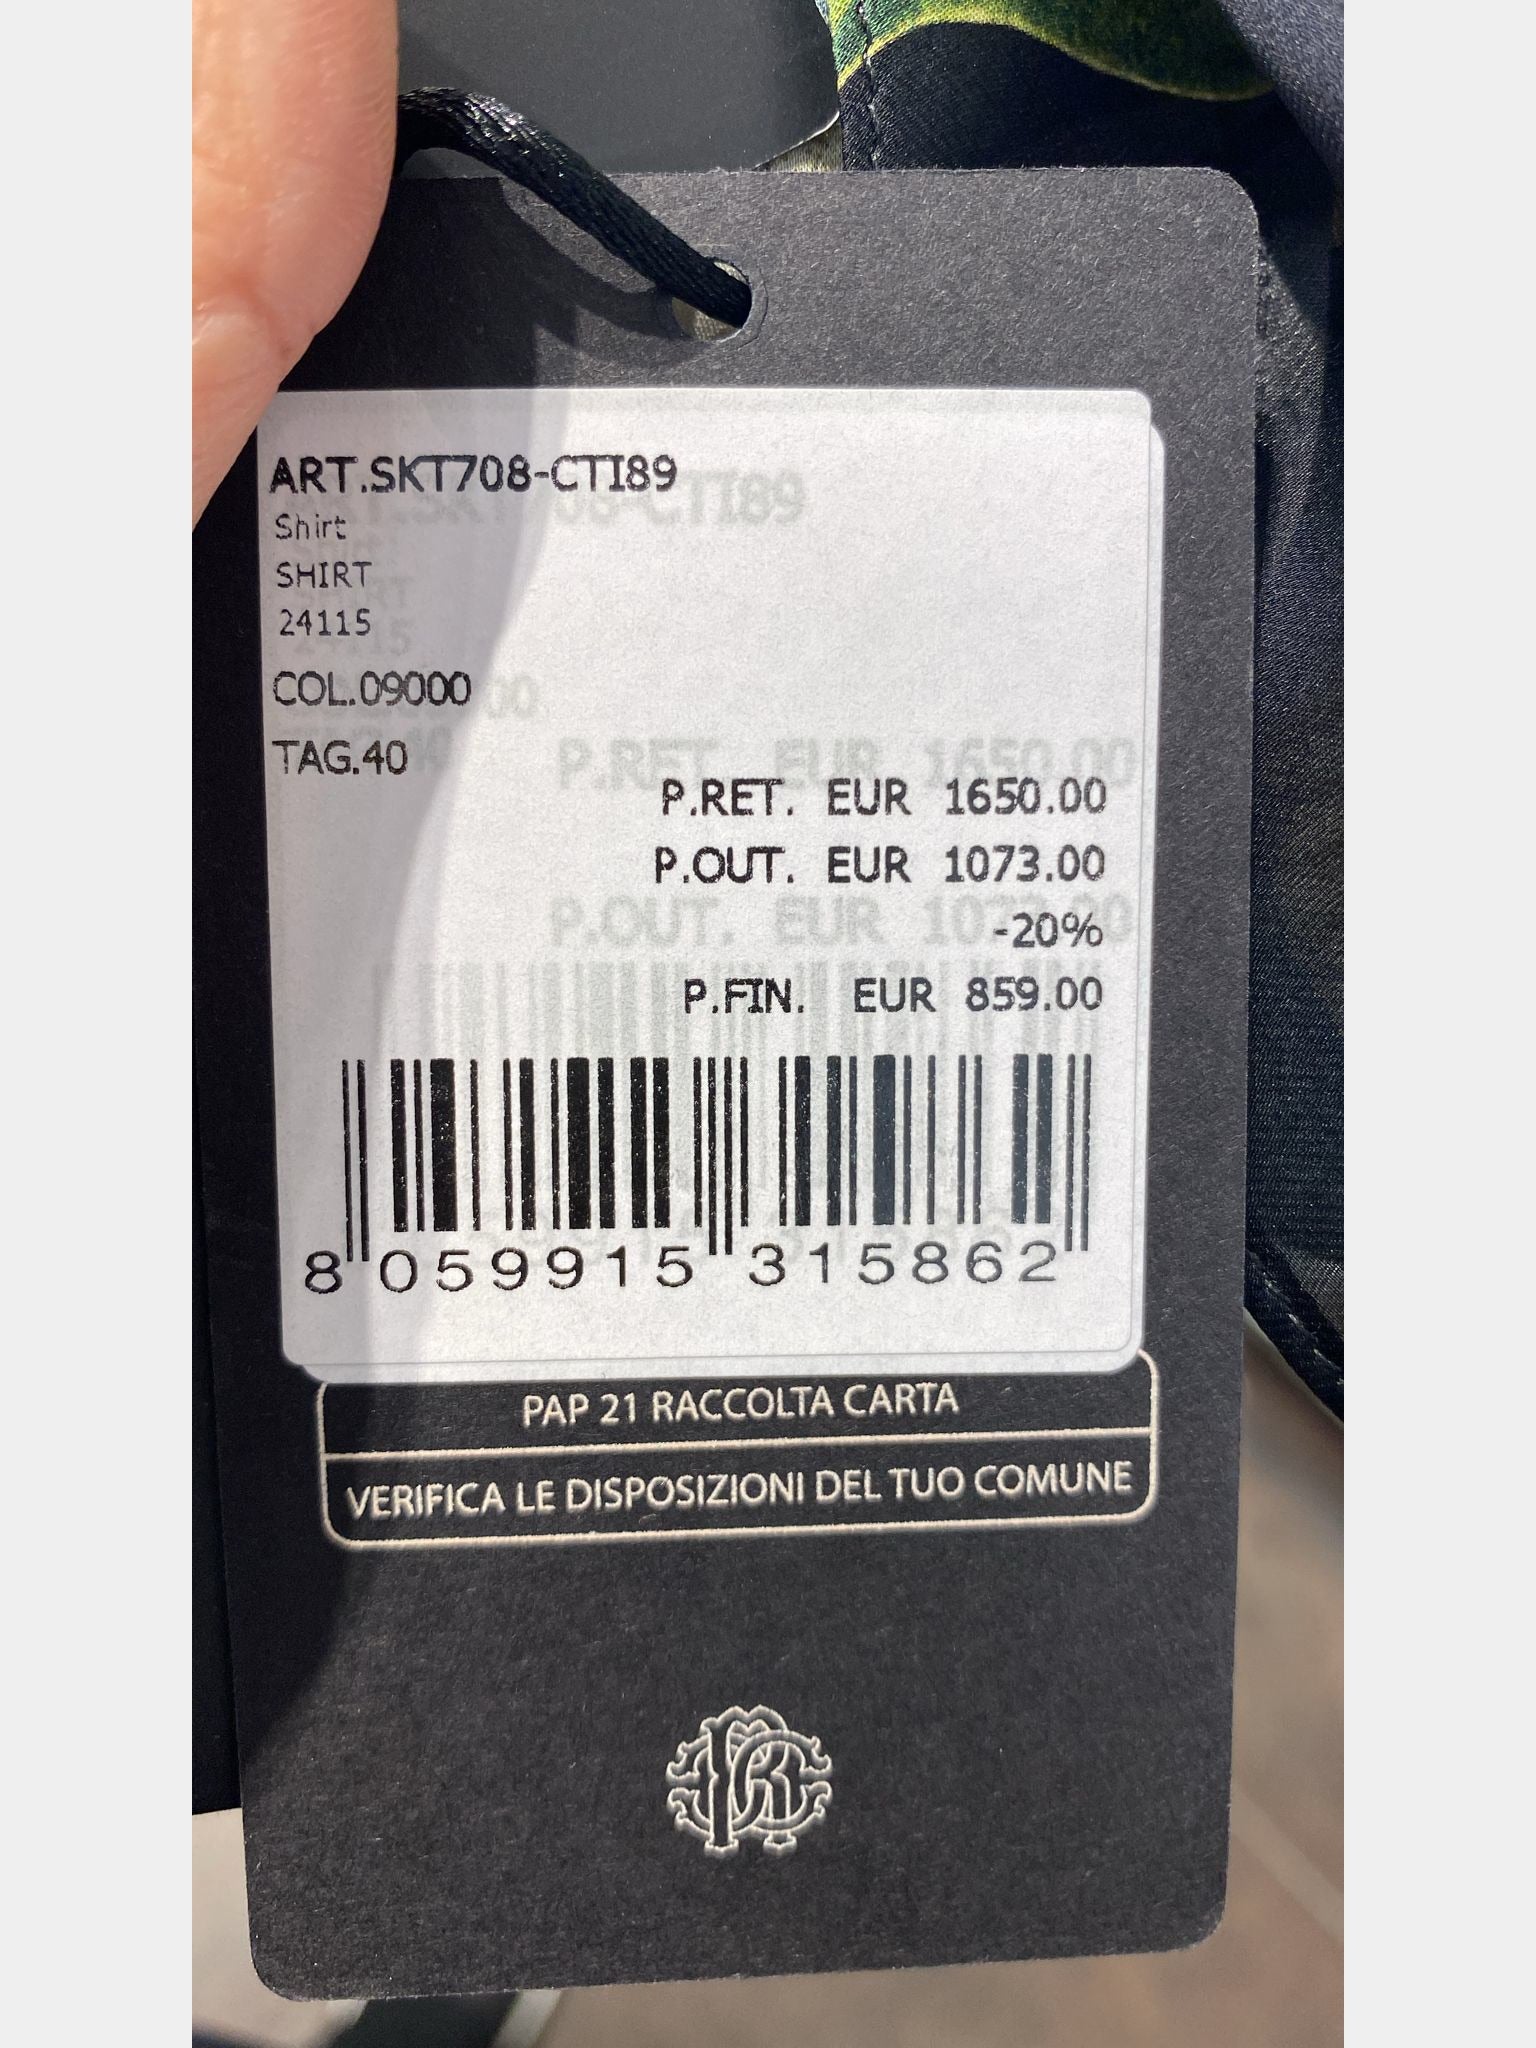 ART.SKT708-CTI89
Shirt
SHIRT
24115
COL.09000
TAG.40
P.RET. EUR 1650.00
P.OUT. EUR 1073.00
-20%
P.FIN. EUR 859.00
8 059915 315862
PAP 21 RACCOLTA CARTA
VERIFICA LE DISPOSIZIONI DEL TUO COMUNE